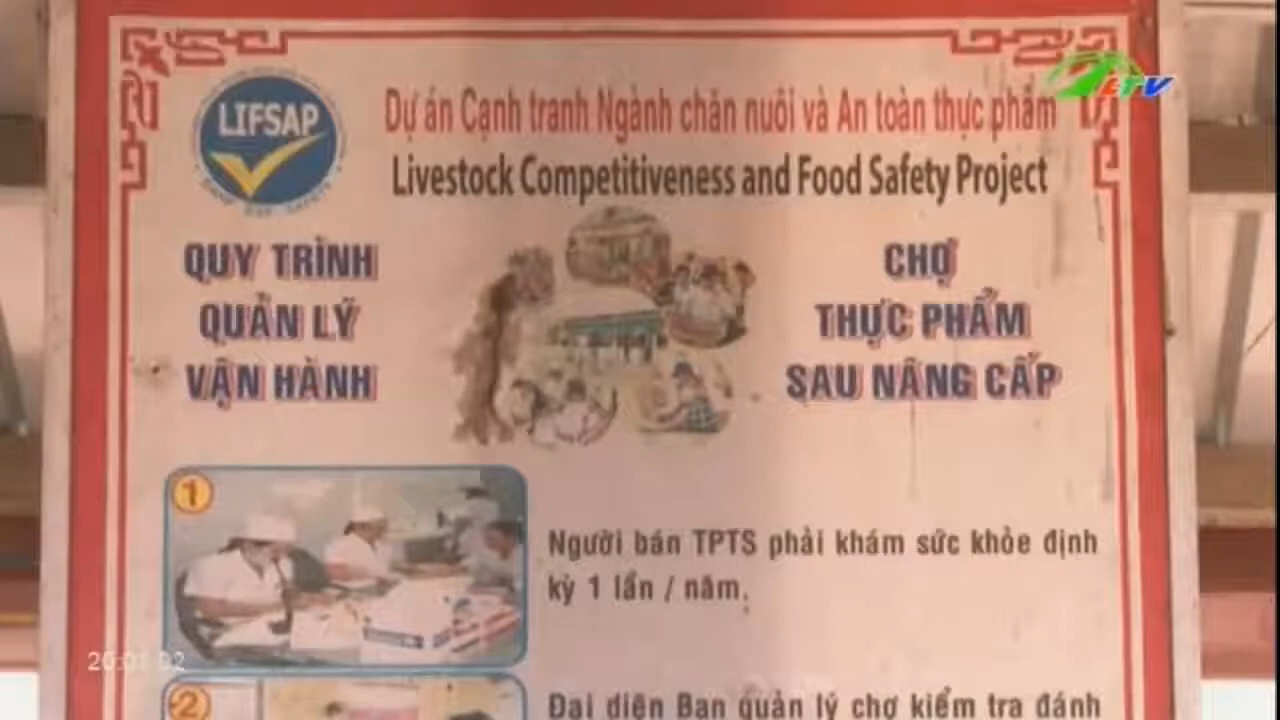 LTV
LIFSAP
Dự án Cạnh tranh Ngành chăn nuôi và An toàn thực phẩm
Livestock Competitiveness and Food Safety Project
QUY TRÌNH
QUẢN LÝ
VẬN HÀNH
CHỢ
THỰC PHẨM
SAU NÂNG CẤP
1
Người bán TPTS phải khám sức khỏe định
kỳ 1 lần / năm.
2
Đại diện Ban quản lý chợ kiểm tra đánh